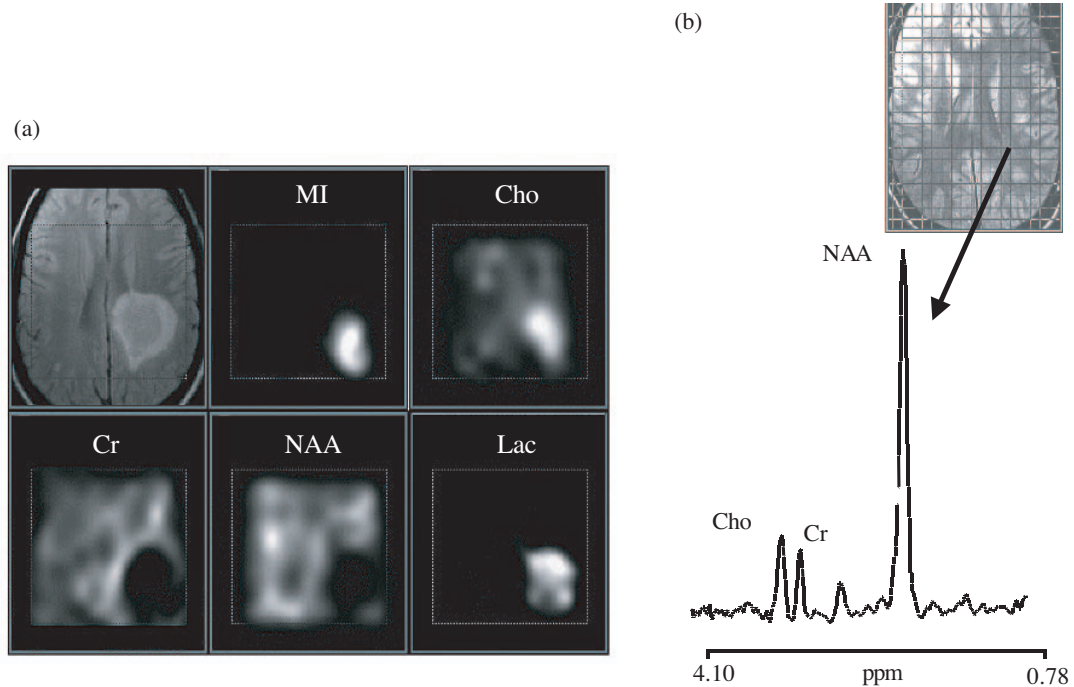 (a)
MI
Cho
Cr
NAA
Lac
(b)
NAA
Cho
Cr
4.10 ppm 0.78